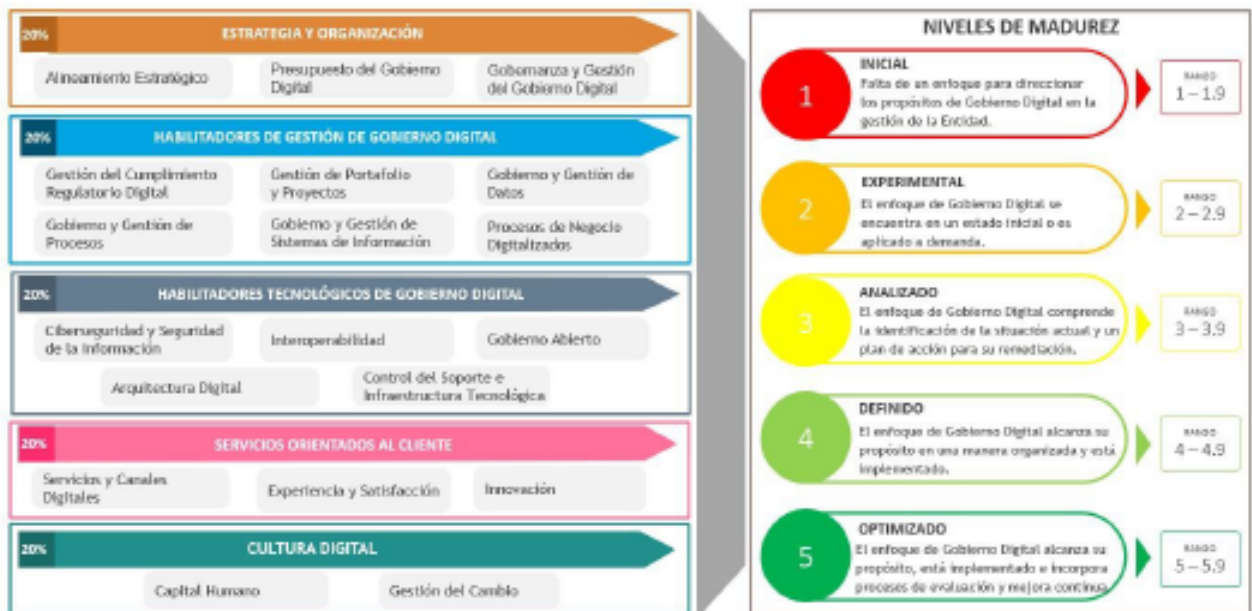 20%
ESTRATEGIA Y ORGANIZACIÓN
Alineamiento Estratégico
Presupuesto del Gobierno
Digital
Gobernanza y Gestión
del Gobierno Digital
20%
HABILITADORES DE GESTIÓN DE GOBIERNO DIGITAL
Gestión del Cumplimiento
Regulatorio Digital
Gestión de Portafolio
y Proyectos
Gobierno y Gestión de
Datos
Gobierno y Gestión de
Procesos
Gobierno y Gestión de
Sistemas de Información
Procesos de Negocio
Digitalizados
20%
HABILITADORES TECNOLÓGICOS DE GOBIERNO DIGITAL
Ciberseguridad y Seguridad
de la Información
Interoperabilidad
Gobierno Abierto
Arquitectura Digital
Control del Soporte e
Infraestructura Tecnológica
20%
SERVICIOS ORIENTADOS AL CLIENTE
Servicios y Canales
Digitales
Experiencia y Satisfacción
Innovación
20%
CULTURA DIGITAL
Capital Humano
Gestión del Cambio
NIVELES DE MADUREZ
1
INICIAL
Falta de un enfoque para direccionar
los propósitos de Gobierno Digital en la
gestión de la Entidad.
RANGO
1 – 1.9
2
EXPERIMENTAL
El enfoque de Gobierno Digital se
encuentra en un estado inicial o es
aplicado a demanda.
RANGO
2 – 2.9
3
ANALIZADO
El enfoque de Gobierno Digital comprende
la identificación de la situación actual y un
plan de acción para su remediación.
RANGO
3 – 3.9
4
DEFINIDO
El enfoque de Gobierno Digital alcanza su
propósito en una manera organizada y está
implementado.
RANGO
4 – 4.9
5
OPTIMIZADO
El enfoque de Gobierno Digital alcanza su
propósito, está implementado e incorpora
procesos de evaluación y mejora continua.
RANGO
5 – 5.9